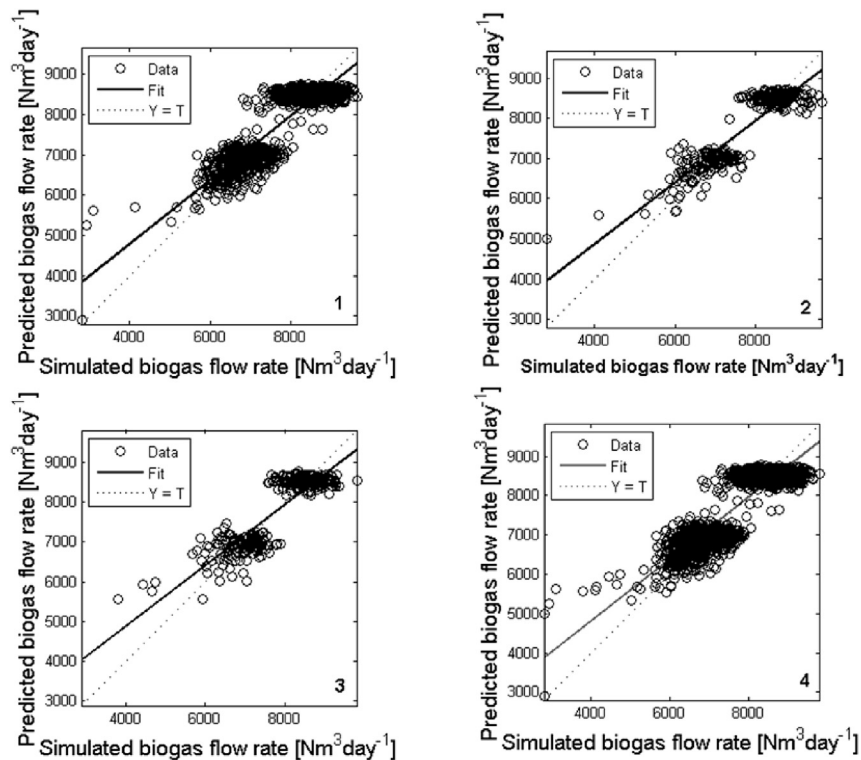 Predicted biogas flow rate [Nm³day⁻¹]
9000
8000
7000
6000
5000
4000
3000
Data
Fit
Y = T
1
4000 6000 8000
Simulated biogas flow rate [Nm³day⁻¹]
Predicted biogas flow rate [Nm³day⁻¹]
9000
8000
7000
6000
5000
4000
3000
Data
Fit
Y = T
2
4000 6000 8000
Simulated biogas flow rate [Nm³day⁻¹]
Predicted biogas flow rate [Nm³day⁻¹]
9000
8000
7000
6000
5000
4000
3000
Data
Fit
Y = T
3
4000 6000 8000
Simulated biogas flow rate [Nm³day⁻¹]
Predicted biogas flow rate [Nm³day⁻¹]
9000
8000
7000
6000
5000
4000
3000
Data
Fit
Y = T
4
4000 6000 8000
Simulated biogas flow rate [Nm³day⁻¹]